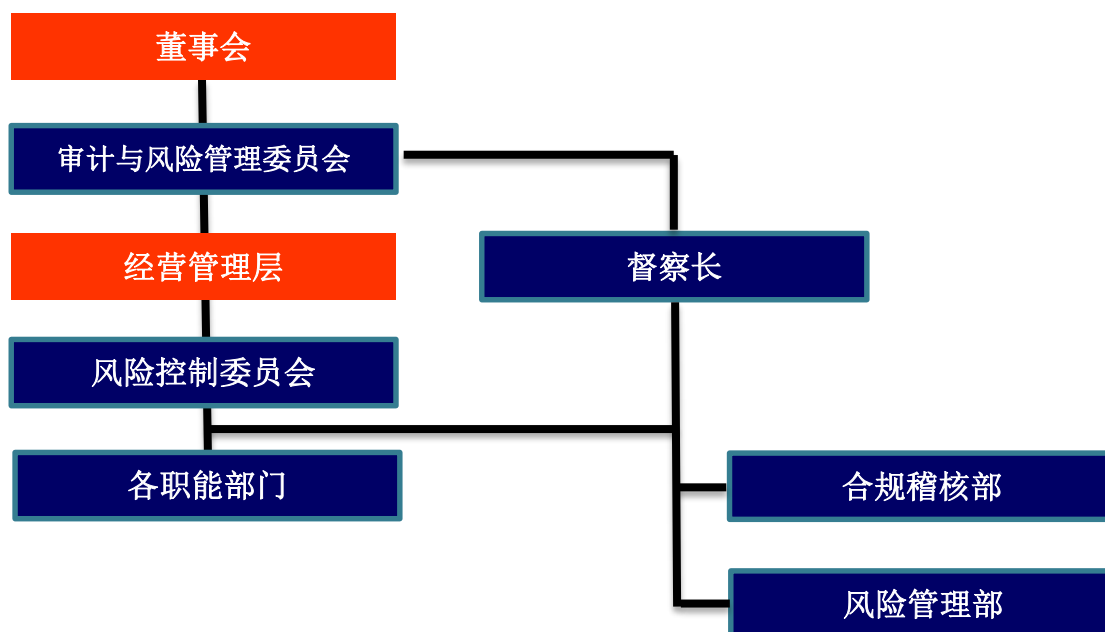 董事会
审计与风险管理委员会
经营管理层
督察长
风险控制委员会
各职能部门
合规稽核部
风险管理部